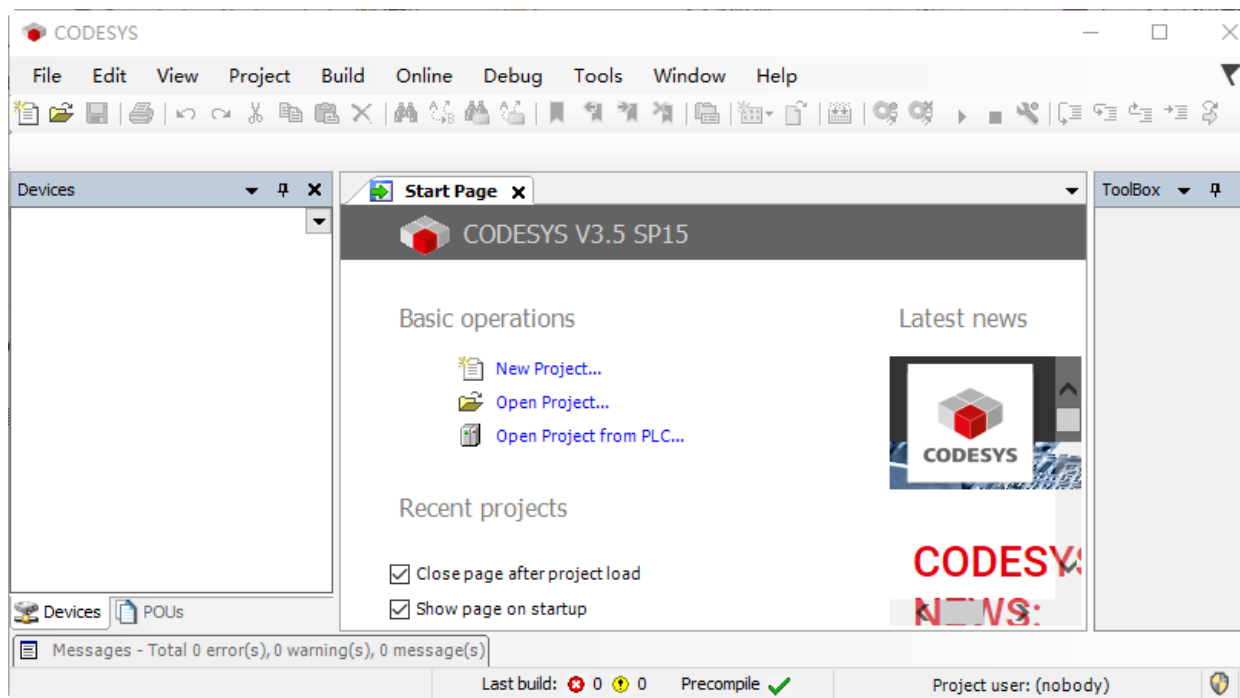 CODESYS
File Edit View Project Build Online Debug Tools Window Help
Devices
Start Page
ToolBox
CODESYS V3.5 SP15
Basic operations
Latest news
New Project...
Open Project...
Open Project from PLC...
CODESYS
Recent projects
Close page after project load
Show page on startup
CODESYS
NEWS:
Devices
POUs
Messages - Total 0 error(s), 0 warning(s), 0 message(s)
Last build: 0 0 Precompile Project user: (nobody)